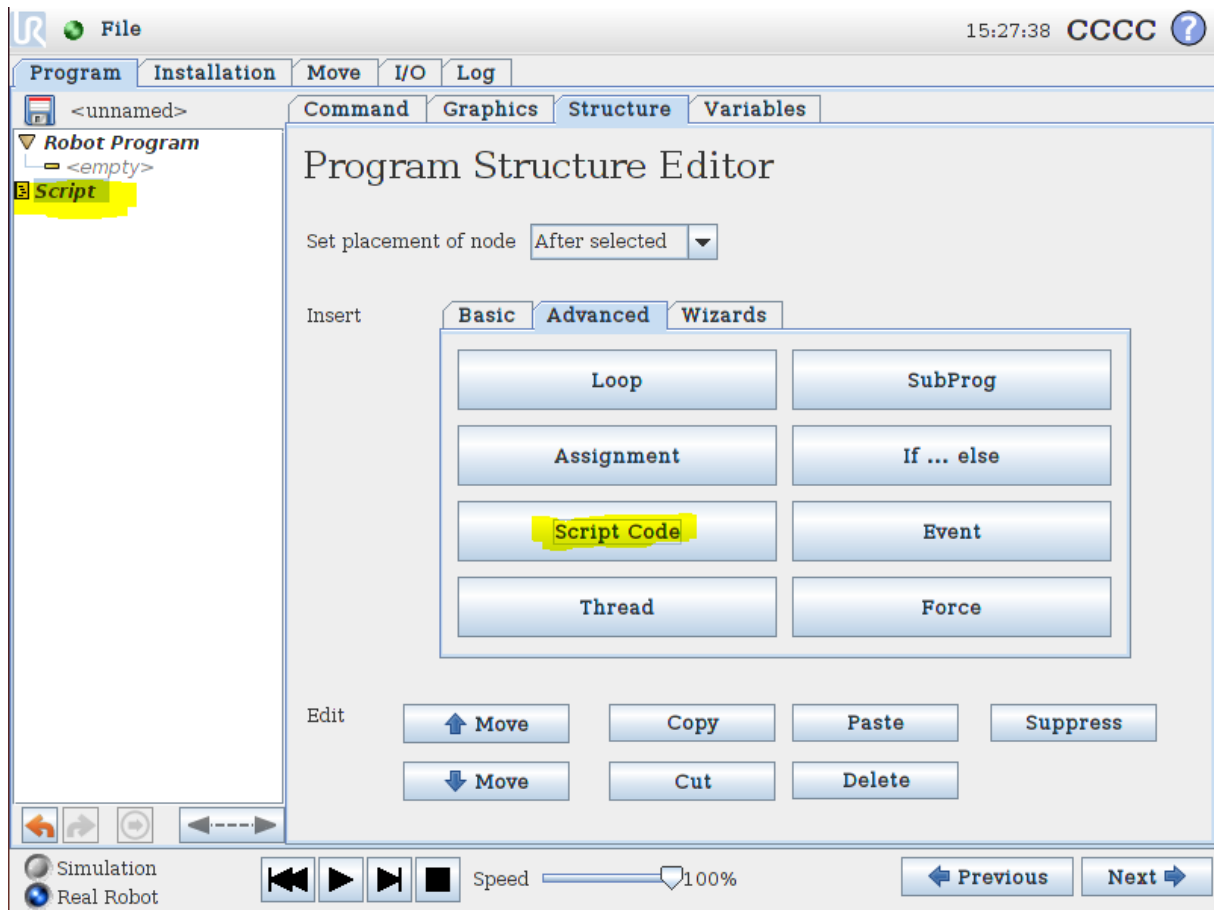 UR File 15:27:38 CCCC ?
Program Installation Move I/O Log
<unnamed> Command Graphics Structure Variables
Robot Program
<empty>
Script
Program Structure Editor
Set placement of node After selected
Insert Basic Advanced Wizards
Loop SubProg
Assignment If ... else
Script Code Event
Thread Force
Edit Move Copy Paste Suppress
Move Cut Delete
Simulation
Real Robot
Speed 100% Previous Next